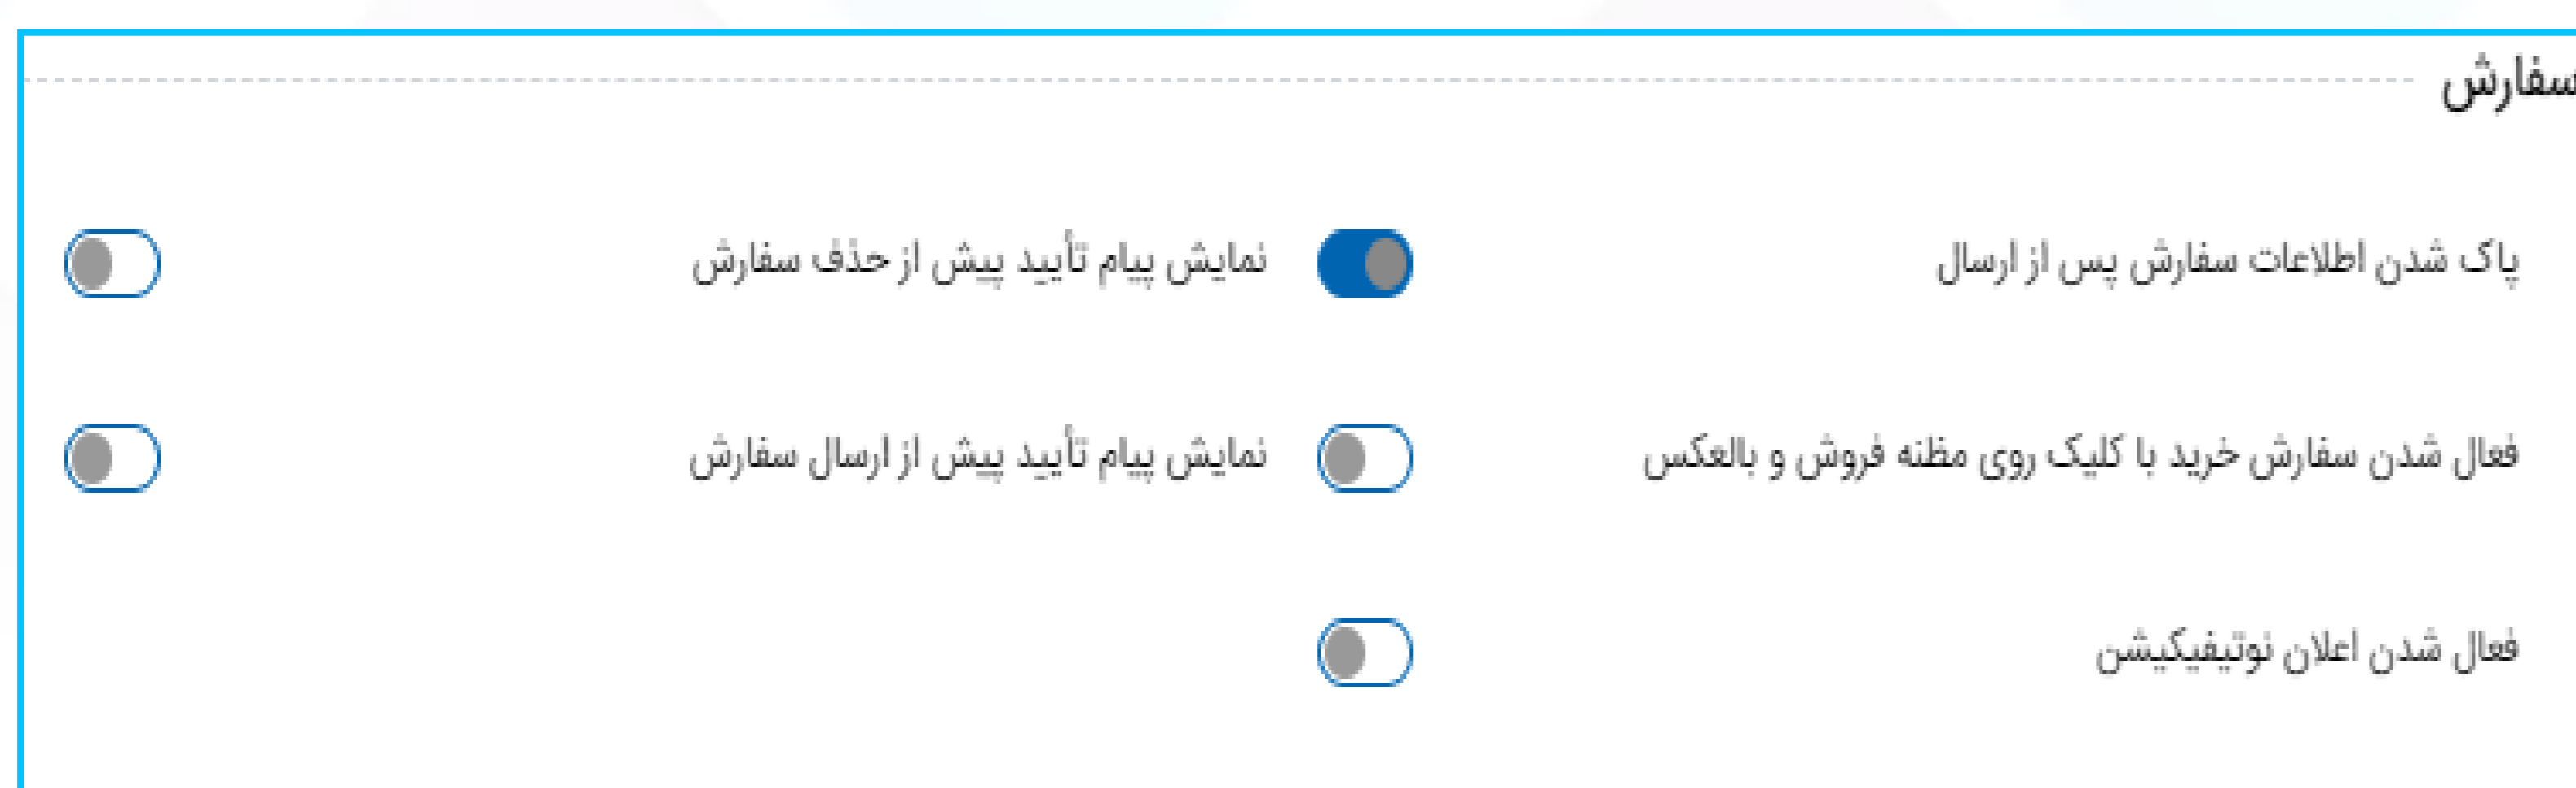 سفارش
پاک شدن اطلاعات سفارش پس از ارسال
نمایش پیام تأیید پیش از حذف سفارش
فعال شدن سفارش خرید با کلیک روی مظنه فروش و بالعکس
نمایش پیام تأیید پیش از ارسال سفارش
فعال شدن اعلان نوتیفیکیشن